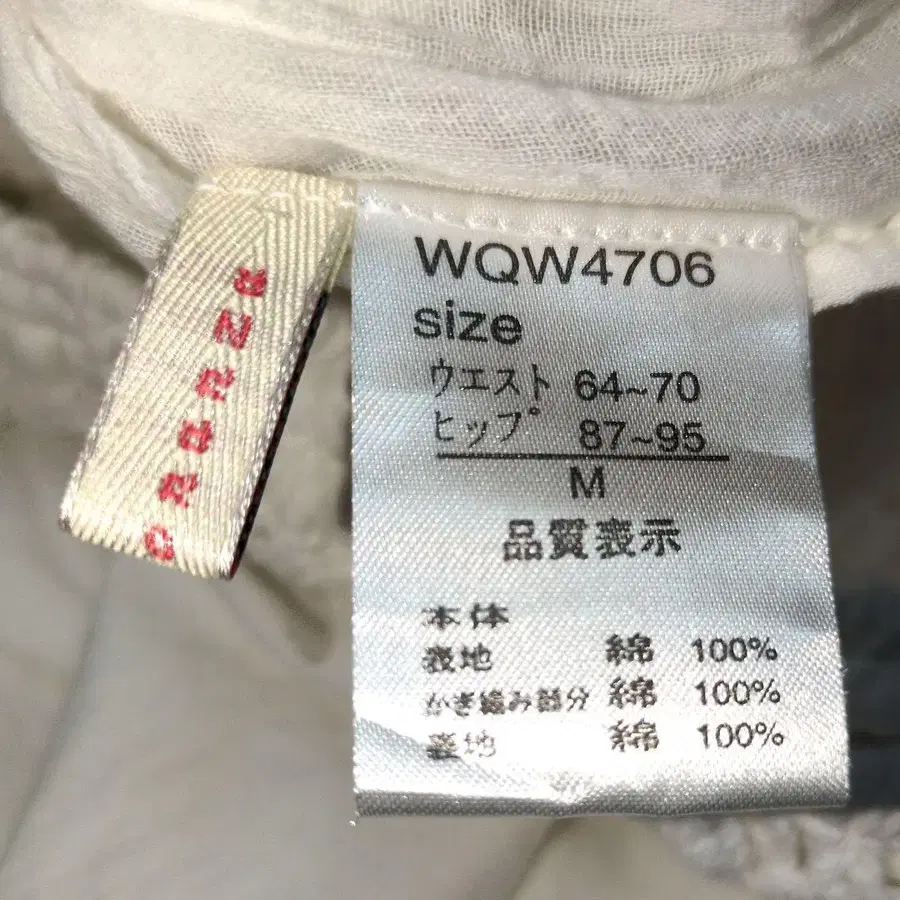 WQW4706
size
ウエスト 64~70
ヒップ 87~95
M
品質表示
本体
表地 綿 100%
かぎ編み部分 綿 100%
裏地 綿 100%